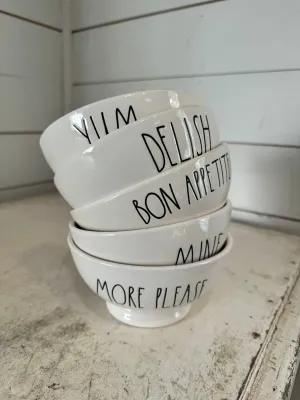 YUM
DELISH
BON APPETIT
MINE
MORE PLEASE